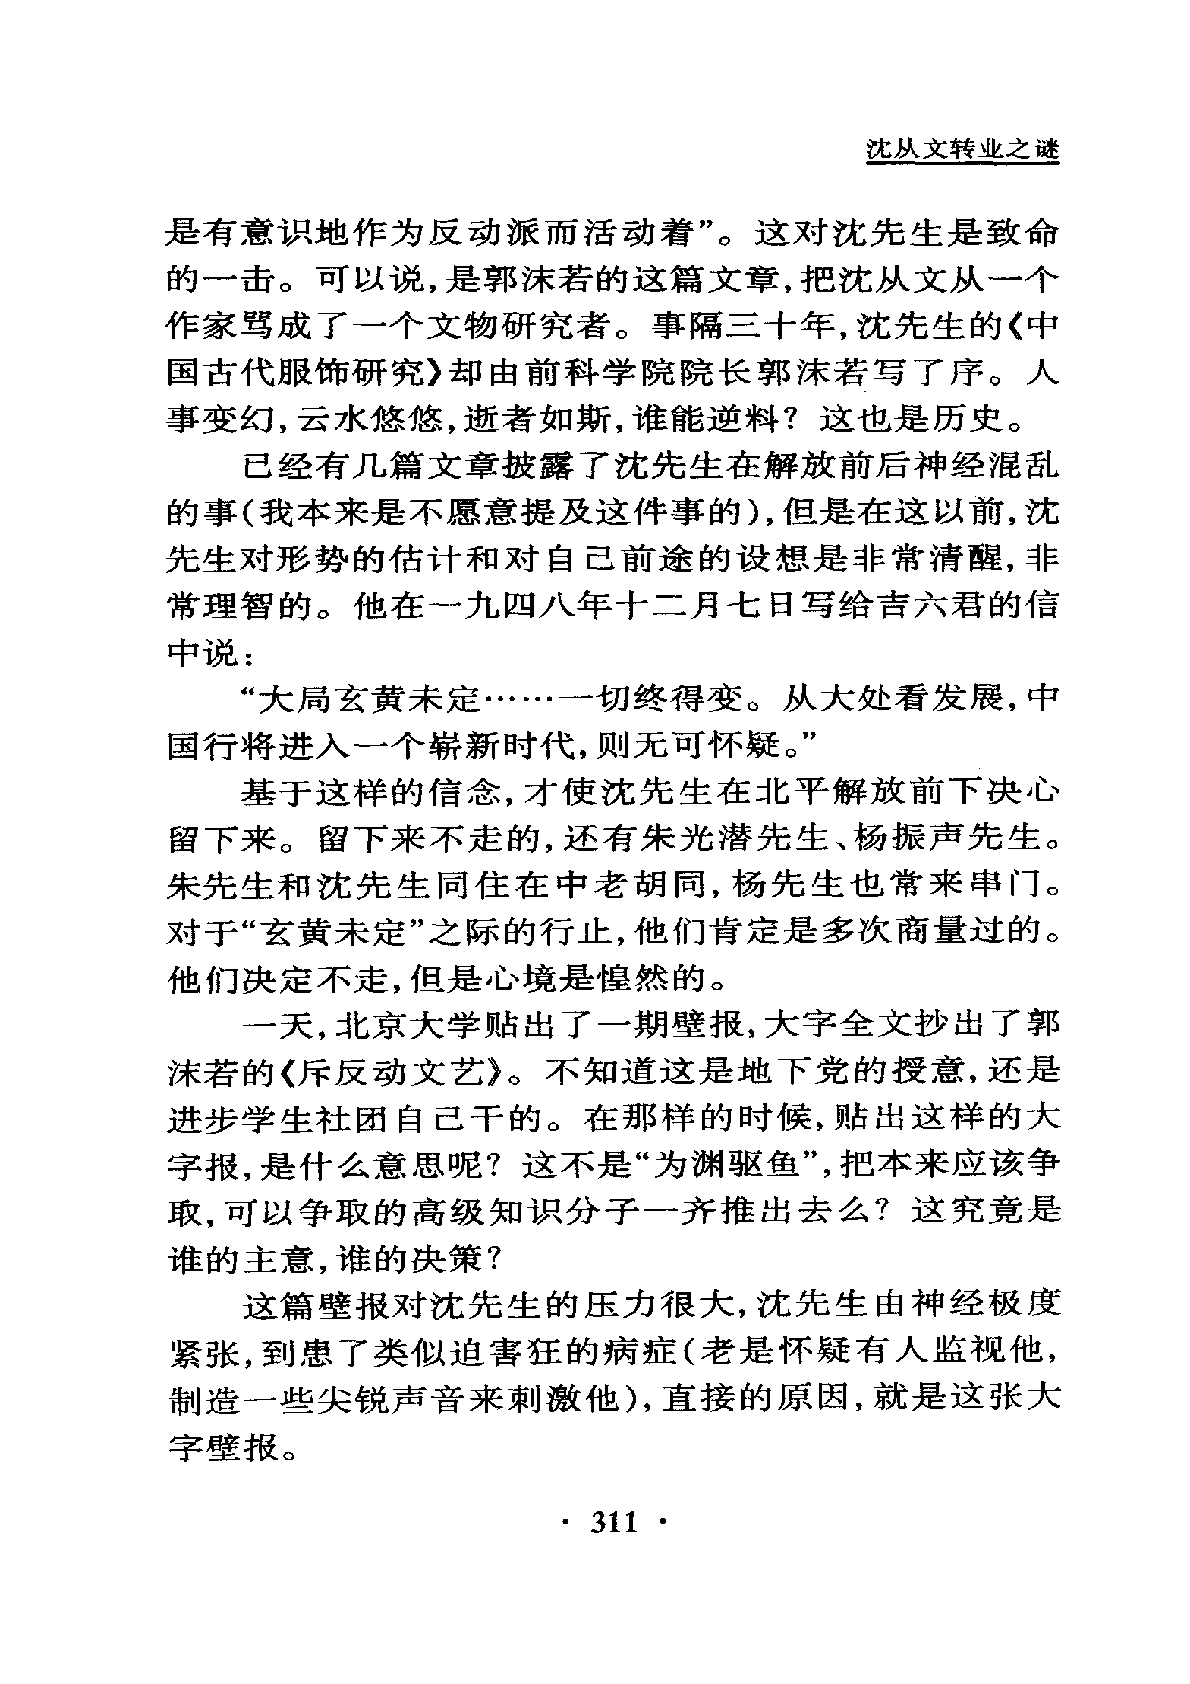 沈从文转业之谜
是有意识地作为反动派而活动着”。这对沈先生是致命
的一击。可以说,是郭沫若的这篇文章,把沈从文从一个
作家骂成了一个文物研究者。事隔三十年,沈先生的《中
国古代服饰研究》却由前科学院院长郭沫若写了序。人
事变幻,云水悠悠,逝者如斯,谁能逆料?这也是历史。
已经有几篇文章披露了沈先生在解放前后神经混乱
的事(我本来是不愿意提及这件事的),但是在这以前,沈
先生对形势的估计和对自己前途的设想是非常清醒,非
常理智的。他在一九四八年十二月七日写给吉六君的信
中说:
“大局玄黄未定……一切终得变。从大处看发展,中
国行将进入一个崭新时代,则无可怀疑。”
基于这样的信念,才使沈先生在北平解放前下决心
留下来。留下来不走的,还有朱光潜先生、杨振声先生。
朱先生和沈先生同住在中老胡同,杨先生也常来串门。
对于“玄黄未定”之际的行止,他们肯定是多次商量过的。
他们决定不走,但是心境是惶然的。
一天,北京大学贴出了一期壁报,大字全文抄出了郭
沫若的《斥反动文艺》。不知道这是地下党的授意,还是
进步学生社团自己干的。在那样的时候,贴出这样的大
字报,是什么意思呢?这不是“为渊驱鱼”,把本来应该争
取,可以争取的高级知识分子一齐推出去么?这究竟是
谁的主意,谁的决策?
这篇壁报对沈先生的压力很大,沈先生由神经极度
紧张,到患了类似迫害狂的病症(老是怀疑有人监视他,
制造一些尖锐声音来刺激他),直接的原因,就是这张大
字壁报。
· 311 ·